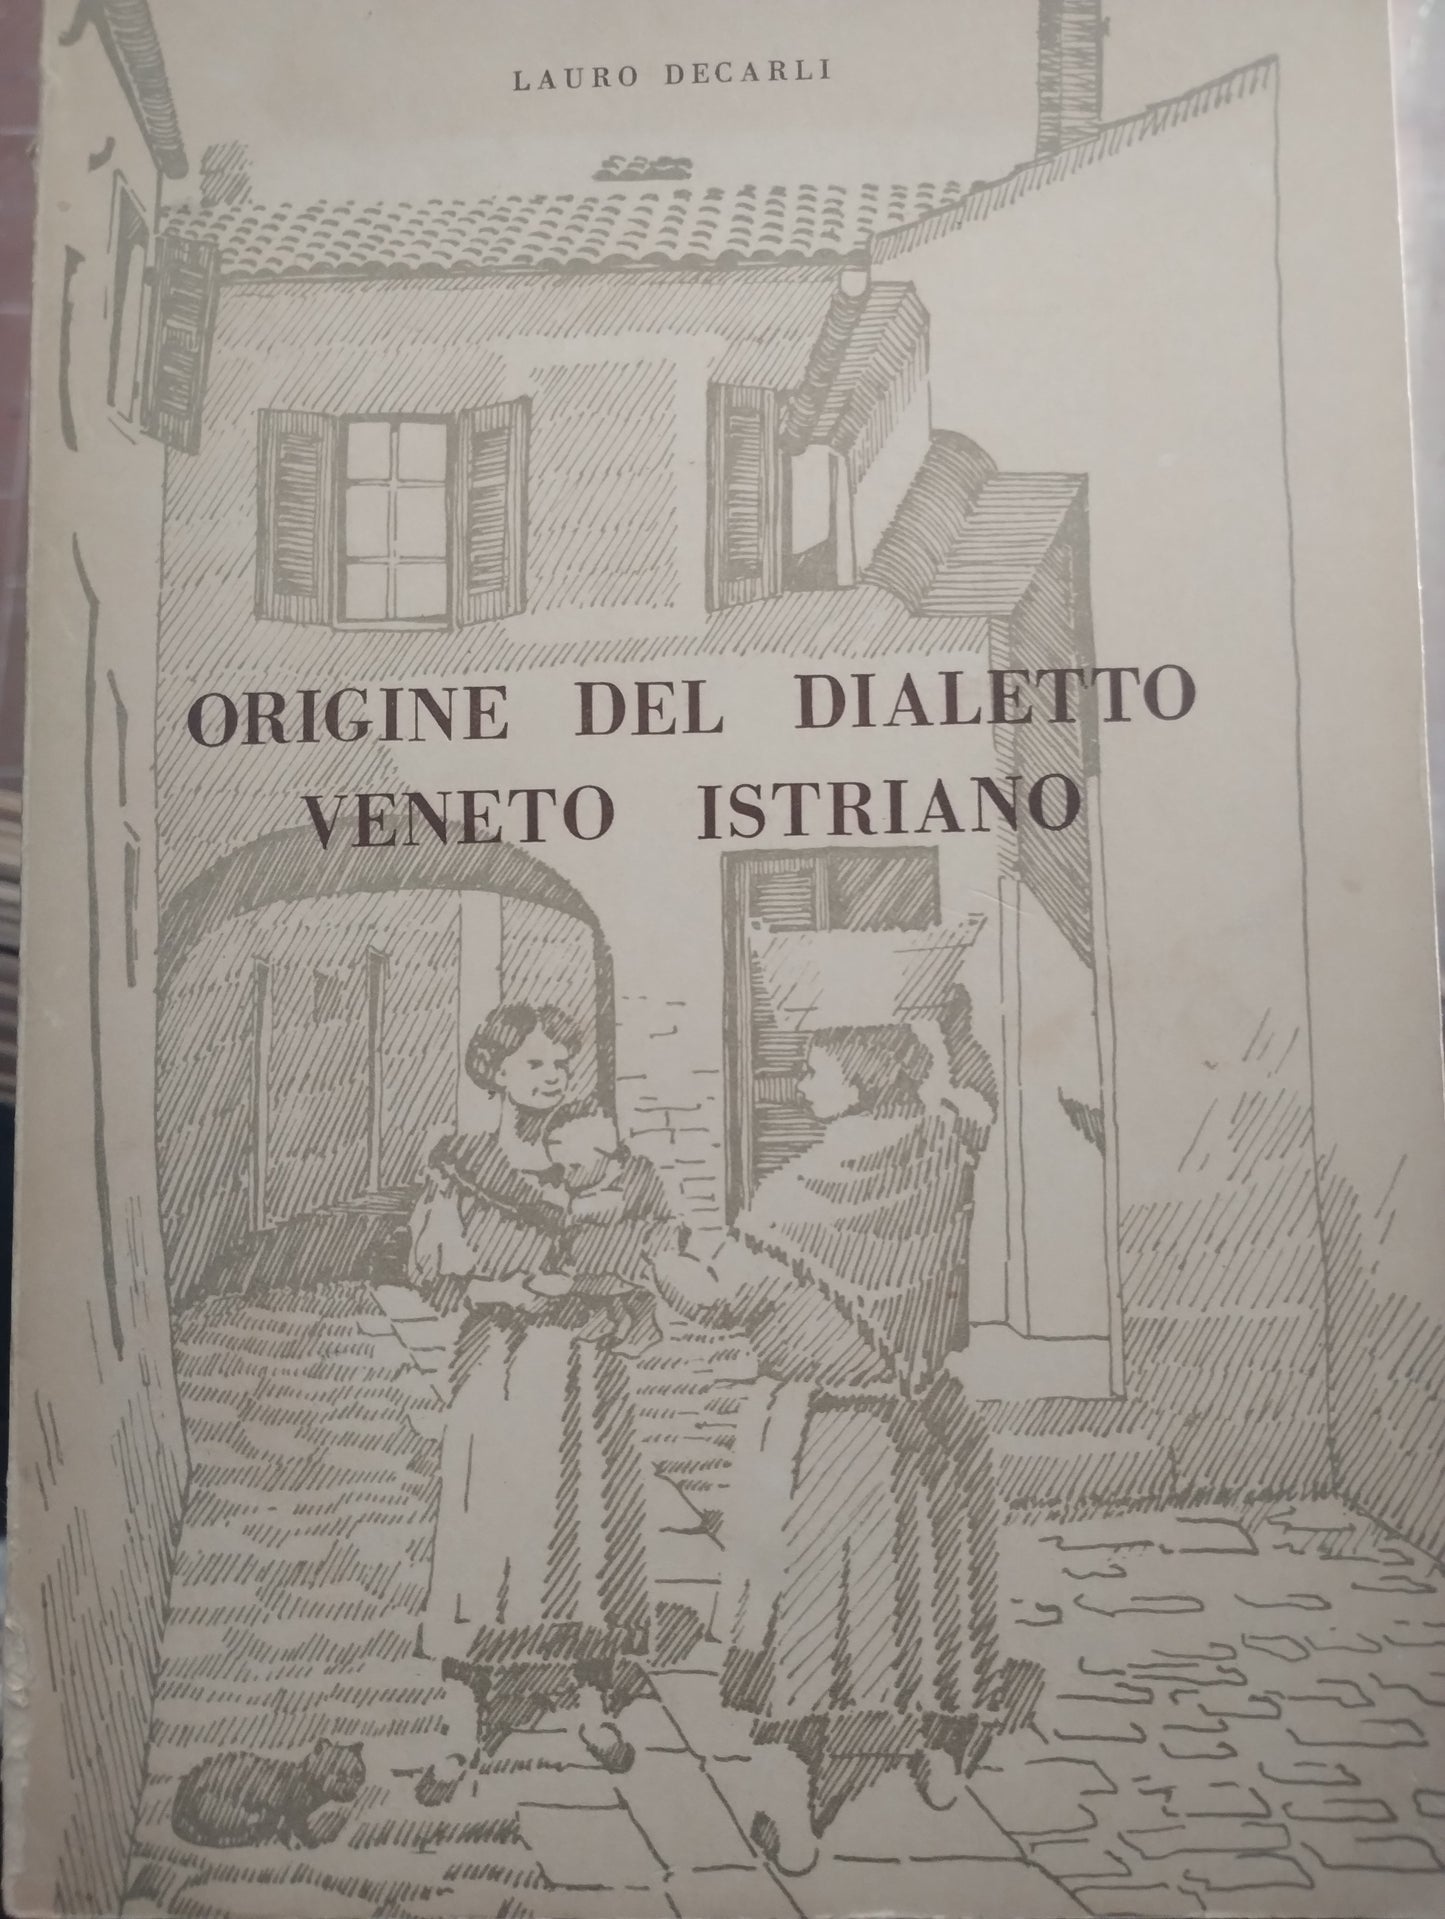 LAURO DECARLI
ORIGINE DEL DIALETTO
VENETO ISTRIANO